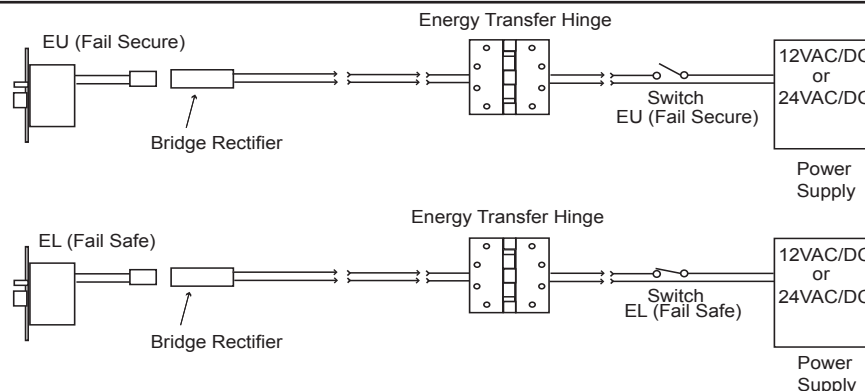 Energy Transfer Hinge
EU (Fail Secure)
12VAC/DC
or
24VAC/DC
Switch
EU (Fail Secure)
Bridge Rectifier
Power
Supply
Energy Transfer Hinge
EL (Fail Safe)
12VAC/DC
or
24VAC/DC
Switch
EL (Fail Safe)
Bridge Rectifier
Power
Supply